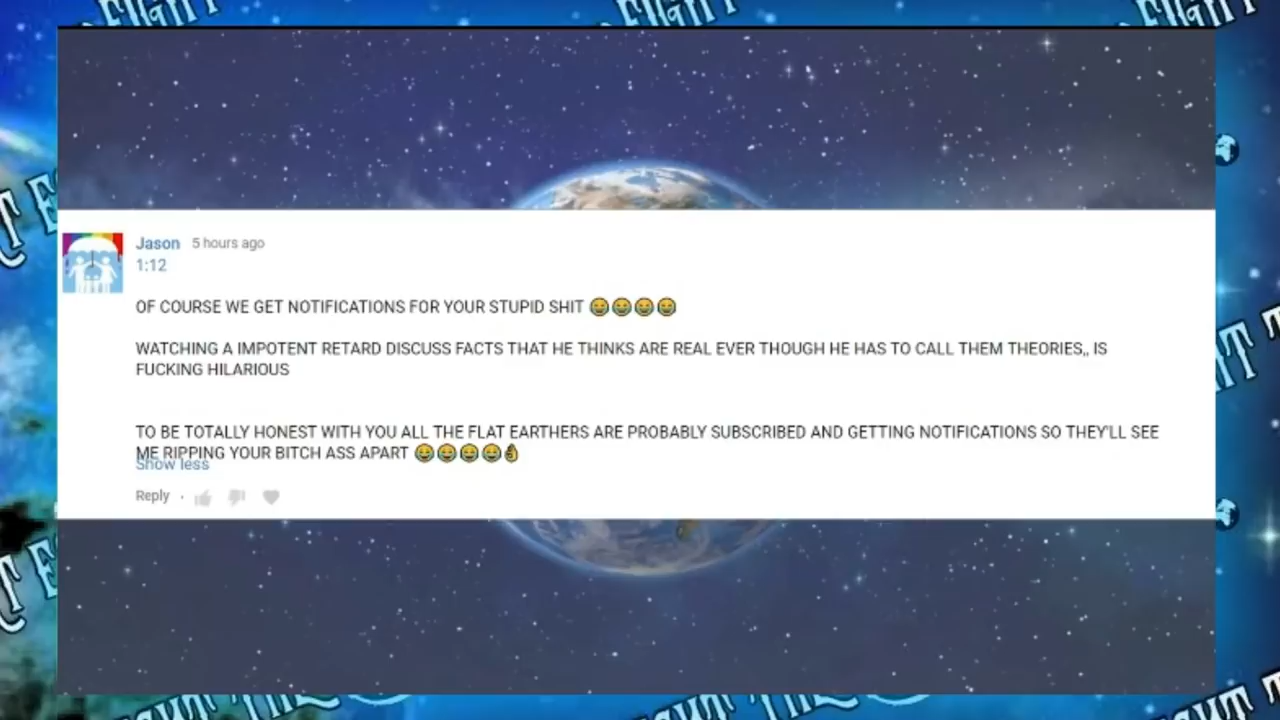 FIGHT
Jason 5 hours ago
1:12
OF COURSE WE GET NOTIFICATIONS FOR YOUR STUPID SHIT 😂😂😂😂
WATCHING A IMPOTENT RETARD DISCUSS FACTS THAT HE THINKS ARE REAL EVER THOUGH HE HAS TO CALL THEM THEORIES,, IS
FUCKING HILARIOUS
TO BE TOTALLY HONEST WITH YOU ALL THE FLAT EARTHERS ARE PROBABLY SUBSCRIBED AND GETTING NOTIFICATIONS SO THEY'LL SEE
ME RIPPING YOUR BITCH ASS APART 😂😂😂😂👌
Show less
Reply